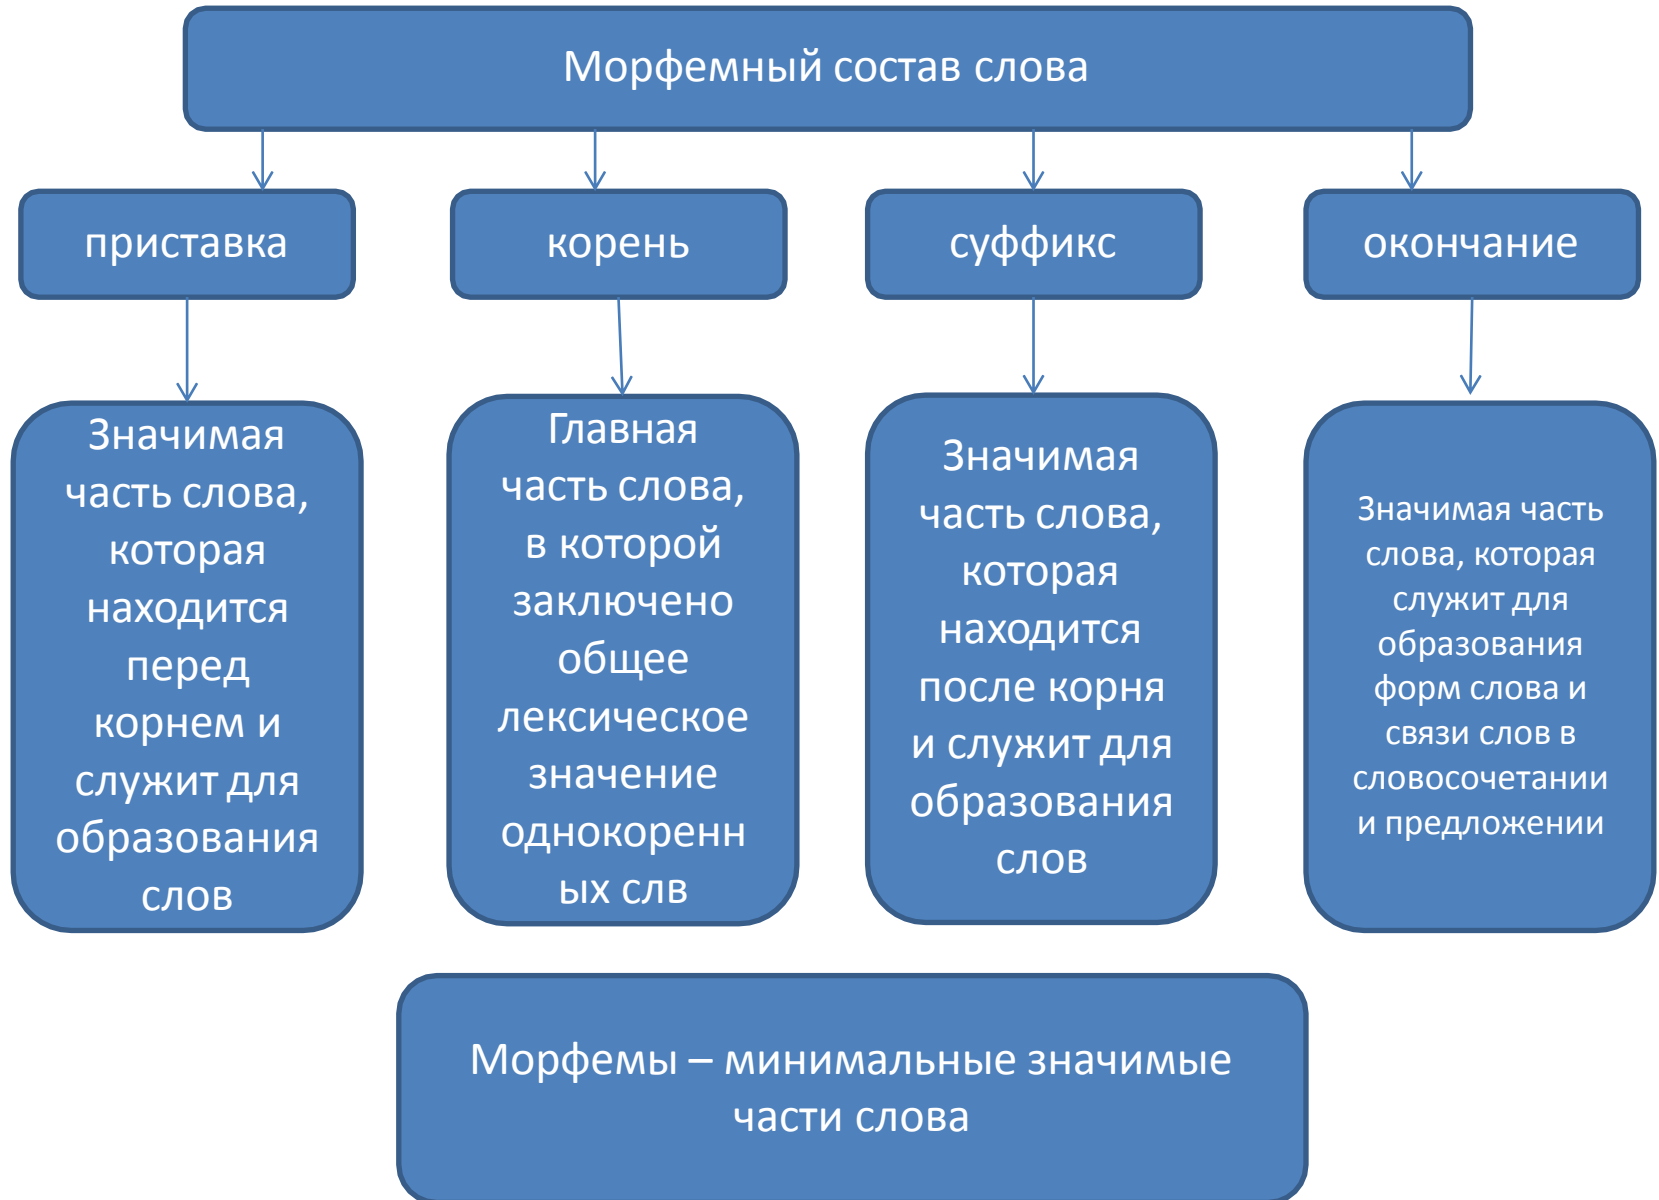 Морфемный состав слова
приставка
корень
суффикс
окончание
Значимая
часть слова,
которая
находится
перед
корнем и
служит для
образования
слов
Главная
часть слова,
в которой
заключено
общее
лексическое
значение
однокоренн
ых слв
Значимая
часть слова,
которая
находится
после корня
и служит для
образования
слов
Значимая часть
слова, которая
служит для
образования
форм слова и
связи слов в
словосочетании
и предложении
Морфемы – минимальные значимые
части слова